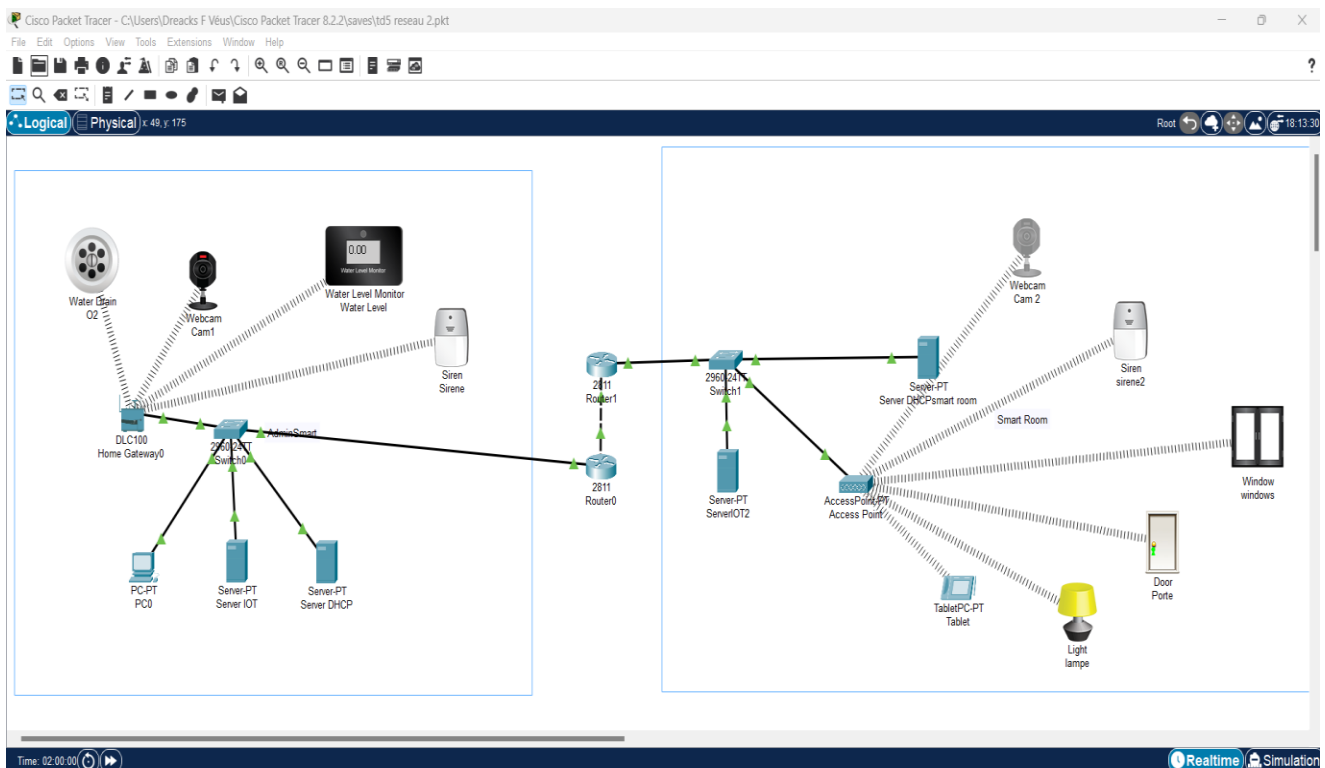 Cisco Packet Tracer - C:\Users\Dreacks F Véus\Cisco Packet Tracer 8.2.2\saves\td5 reseau 2.pkt
File Edit Options View Tools Extensions Window Help
?
Logical Physical x: 49, y: 175 Root 18:13:30
Water Drain
O2
Webcam
Cam1
0.00
Water Level Monitor
Water Level Monitor
Water Level
Siren
Sirene
DLC100
Home Gateway0
2960-24TT
Switch0
AdminSmart
PC-PT
PC0
Server-PT
Server IOT
Server-PT
Server DHCP
2811
Router1
2811
Router0
2960-24TT
Switch1
Server-PT
Server DHCPsmart room
Server-PT
ServerIOT2
AccessPoint-PT
Access Point
Webcam
Cam 2
Siren
sirene2
Smart Room
Window
windows
Door
Porte
TabletPC-PT
Tablet
Light
lampe
Time: 02:00:00 Realtime Simulation